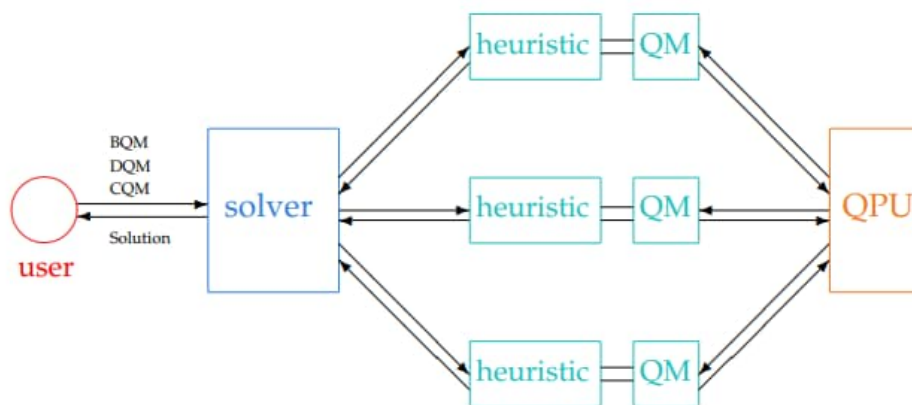 heuristic QM
BQM
DQM
CQM
solver
heuristic QM
QPU
Solution
user
heuristic QM